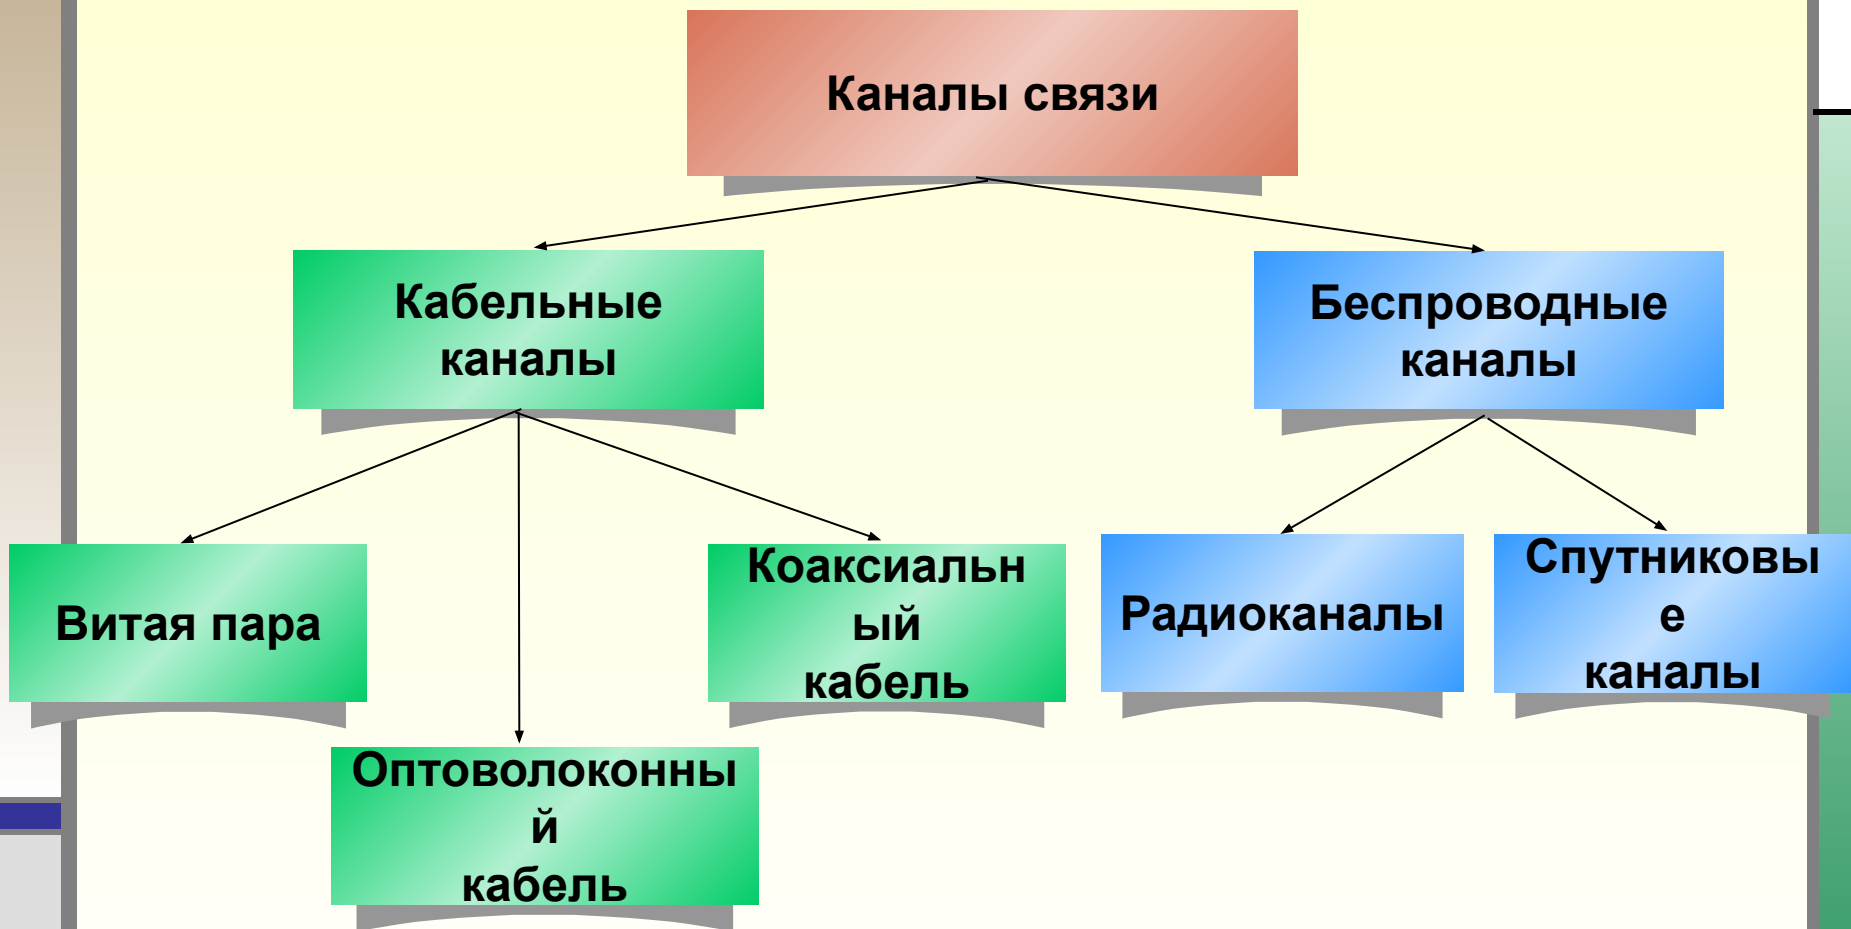 Каналы связи
Кабельные
каналы
Беспроводные
каналы
Витая пара
Коаксиальн
ый
кабель
Радиоканалы
Спутниковы
е
каналы
Оптоволоконны
й
кабель